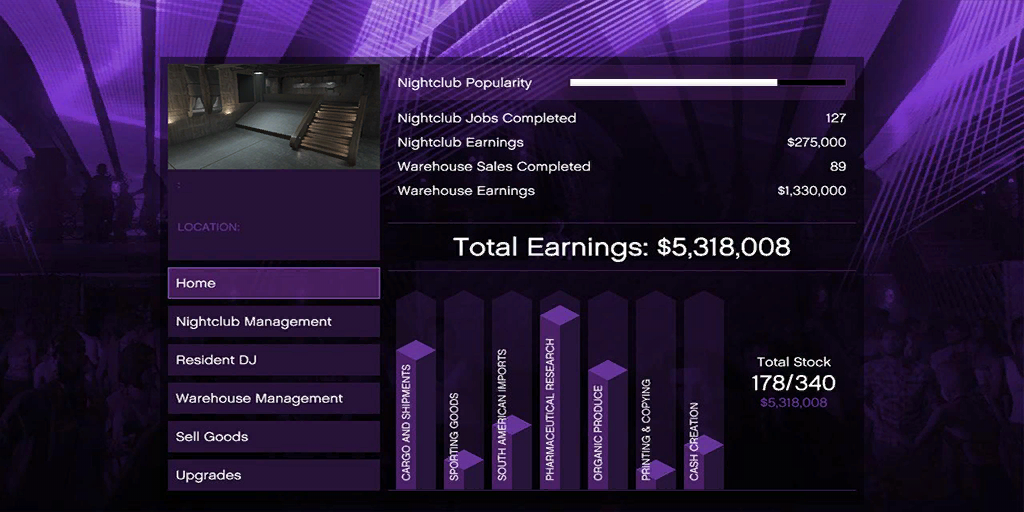 Nightclub Popularity
Nightclub Jobs Completed 127
Nightclub Earnings $275,000
Warehouse Sales Completed 89
Warehouse Earnings $1,330,000
:
LOCATION:
Total Earnings: $5,318,008
Home
Nightclub Management
Resident DJ
Warehouse Management
Sell Goods
Upgrades
CARGO AND SHIPMENTS
SPORTING GOODS
SOUTH AMERICAN IMPORTS
PHARMACEUTICAL RESEARCH
ORGANIC PRODUCE
PRINTING & COPYING
CASH CREATION
Total Stock
178/340
$5,318,008